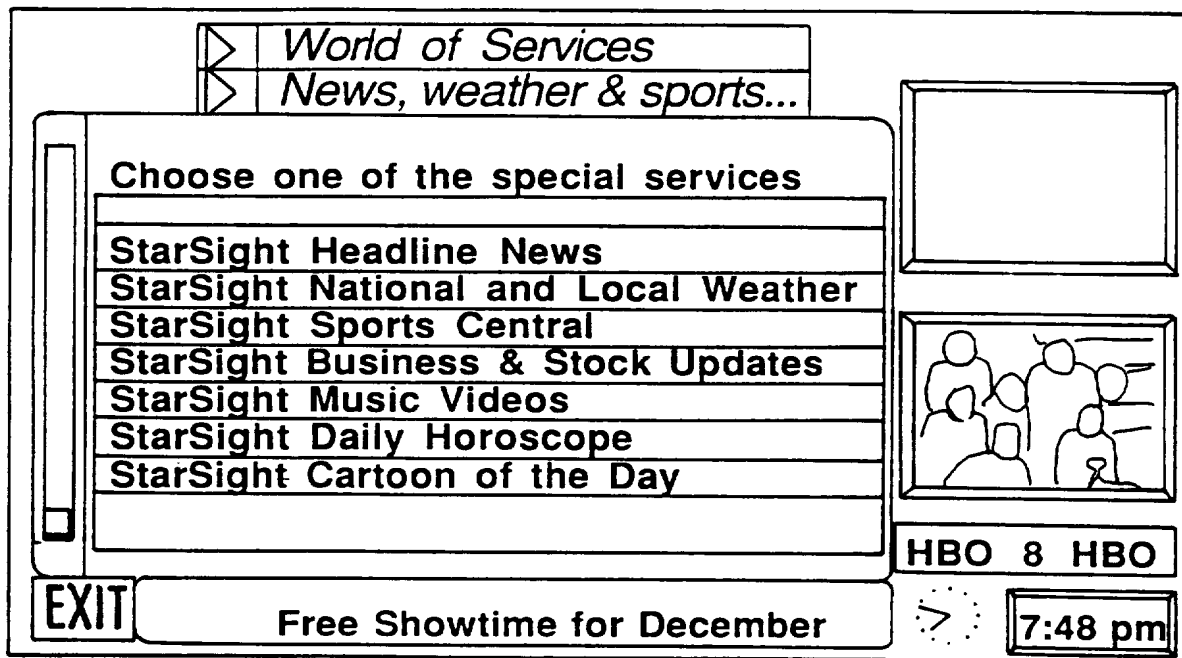 World of Services
News, weather & sports...
Choose one of the special services
StarSight Headline News
StarSight National and Local Weather
StarSight Sports Central
StarSight Business & Stock Updates
StarSight Music Videos
StarSight Daily Horoscope
StarSight Cartoon of the Day
HBO 8 HBO
EXIT
Free Showtime for December
7:48 pm